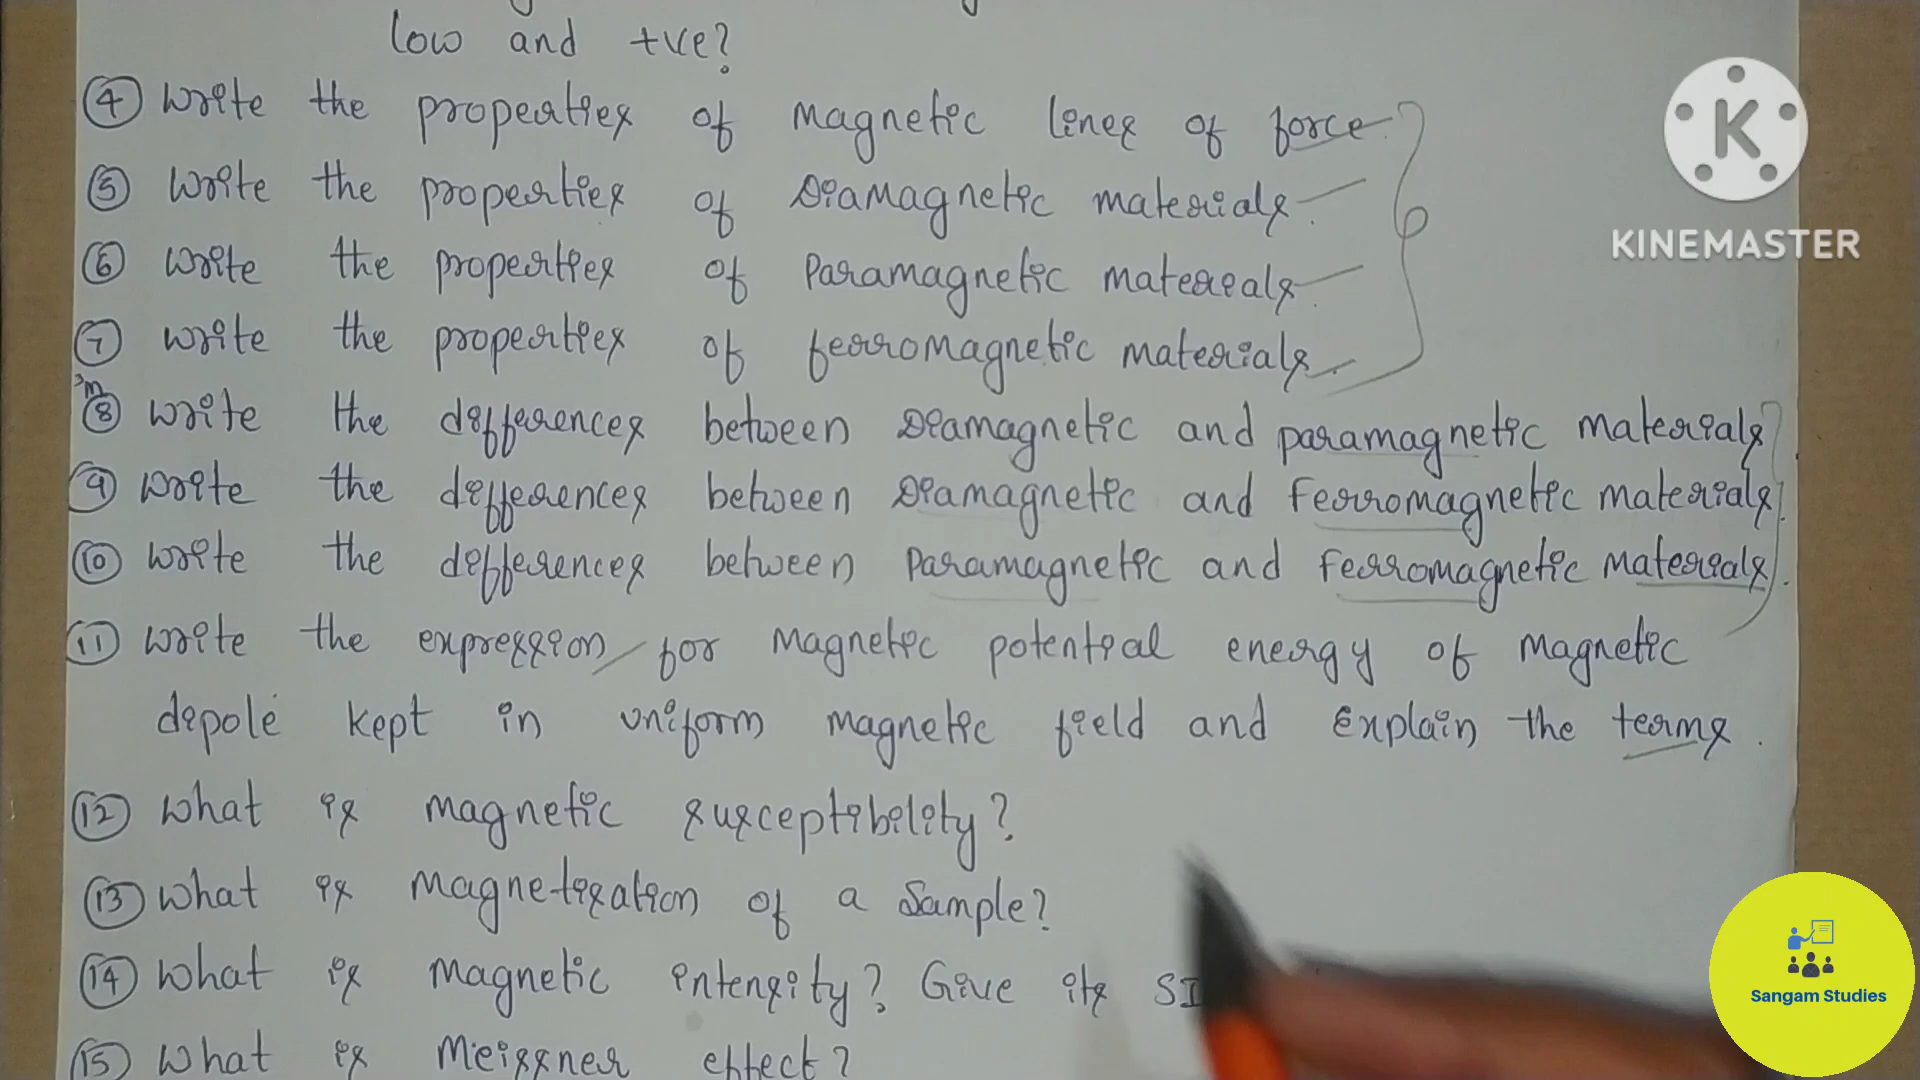 low and +ve?
④ Write the properties of magnetic lines of force.
⑤ Write the properties of Diamagnetic materials.
⑥ Write the properties of Paramagnetic materials.
⑦ Write the properties of ferromagnetic materials.
3m
⑧ Write the differences between Diamagnetic and paramagnetic materials
⑨ Write the differences between Diamagnetic and Ferromagnetic materials.
⑩ Write the differences between Paramagnetic and Ferromagnetic materials.
⑪ Write the expression for magnetic potential energy of magnetic
dipole kept in uniform magnetic field and Explain the terms.
⑫ What is magnetic susceptibility?
⑬ What is magnetisation of a Sample?
⑭ What is magnetic intensity? Give its SI
⑮ What is Meissner effect?
KINEMASTER
Sangam Studies